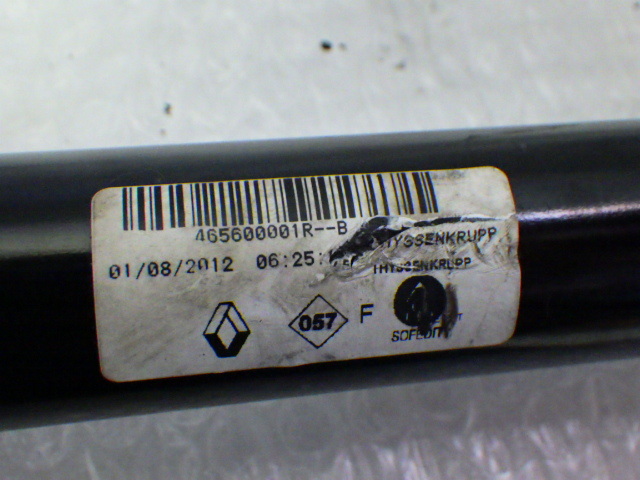 465600001R--B
THYSSENKRUPP
01/08/2012 06:25: THYSSENKRUPP
057 F
SOFEDIT